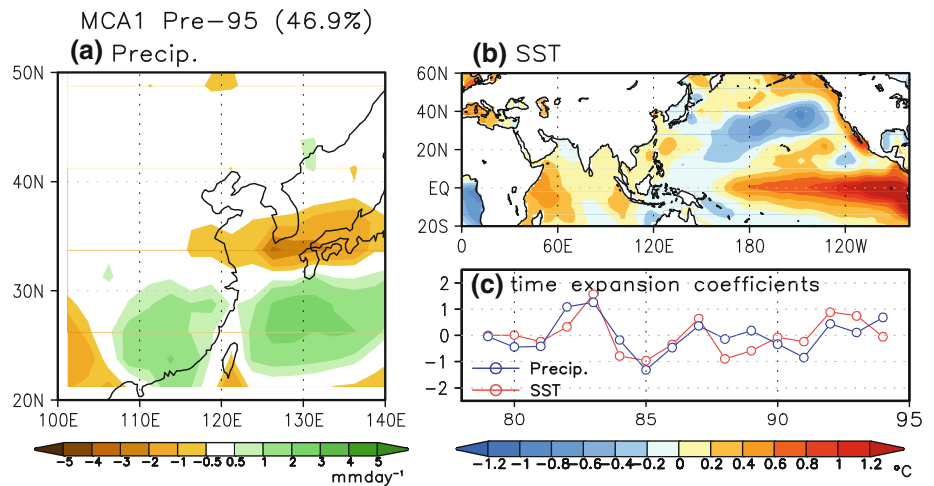 MCA1 Pre-95 (46.9%)
(a) Precip.
50N
40N
30N
20N
100E 110E 120E 130E 140E
-5 -4 -3 -2 -1 -0.5 0.5 1 2 3 4 5
mmday⁻¹
(b) SST
60N
40N
20N
EQ
20S
0 60E 120E 180 120W
(c) time expansion coefficients
2
1
0
-1
-2
Precip.
SST
80 85 90 95
-1.2 -1 -0.8 -0.6 -0.4 -0.2 0 0.2 0.4 0.6 0.8 1 1.2
°C